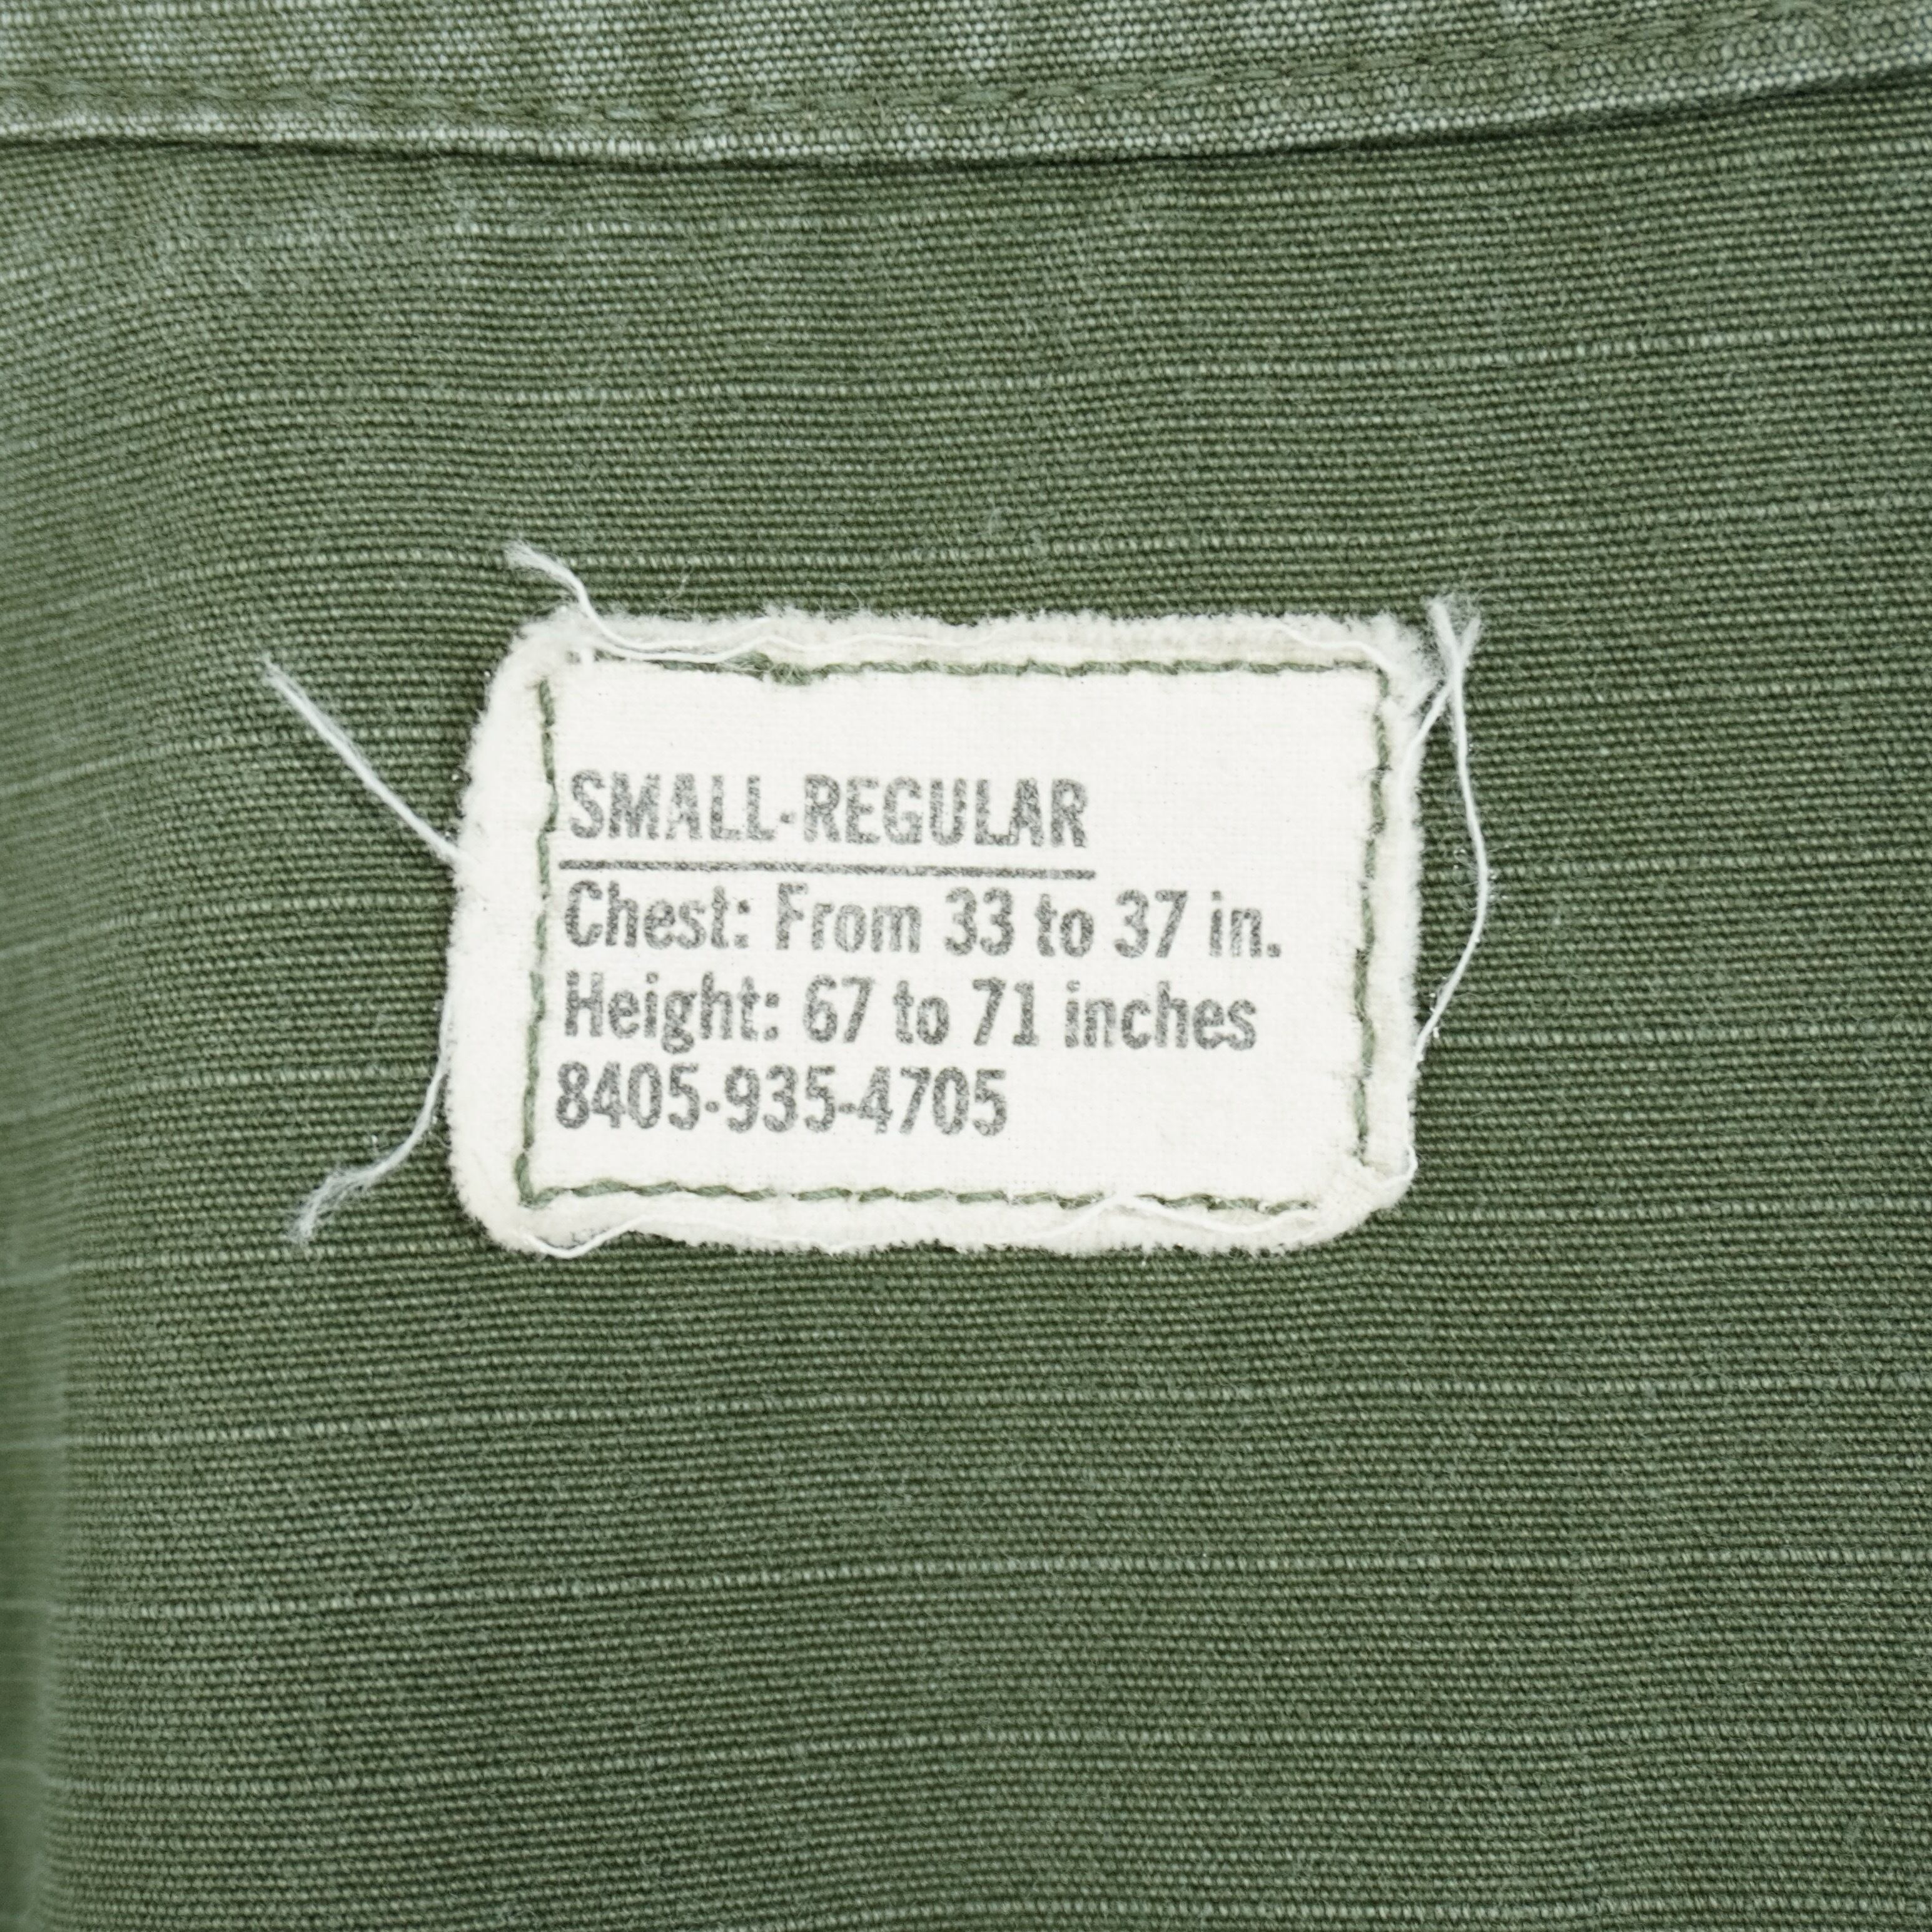 SMALL-REGULAR
Chest: From 33 to 37 in.
Height: 67 to 71 inches
8405-935-4705